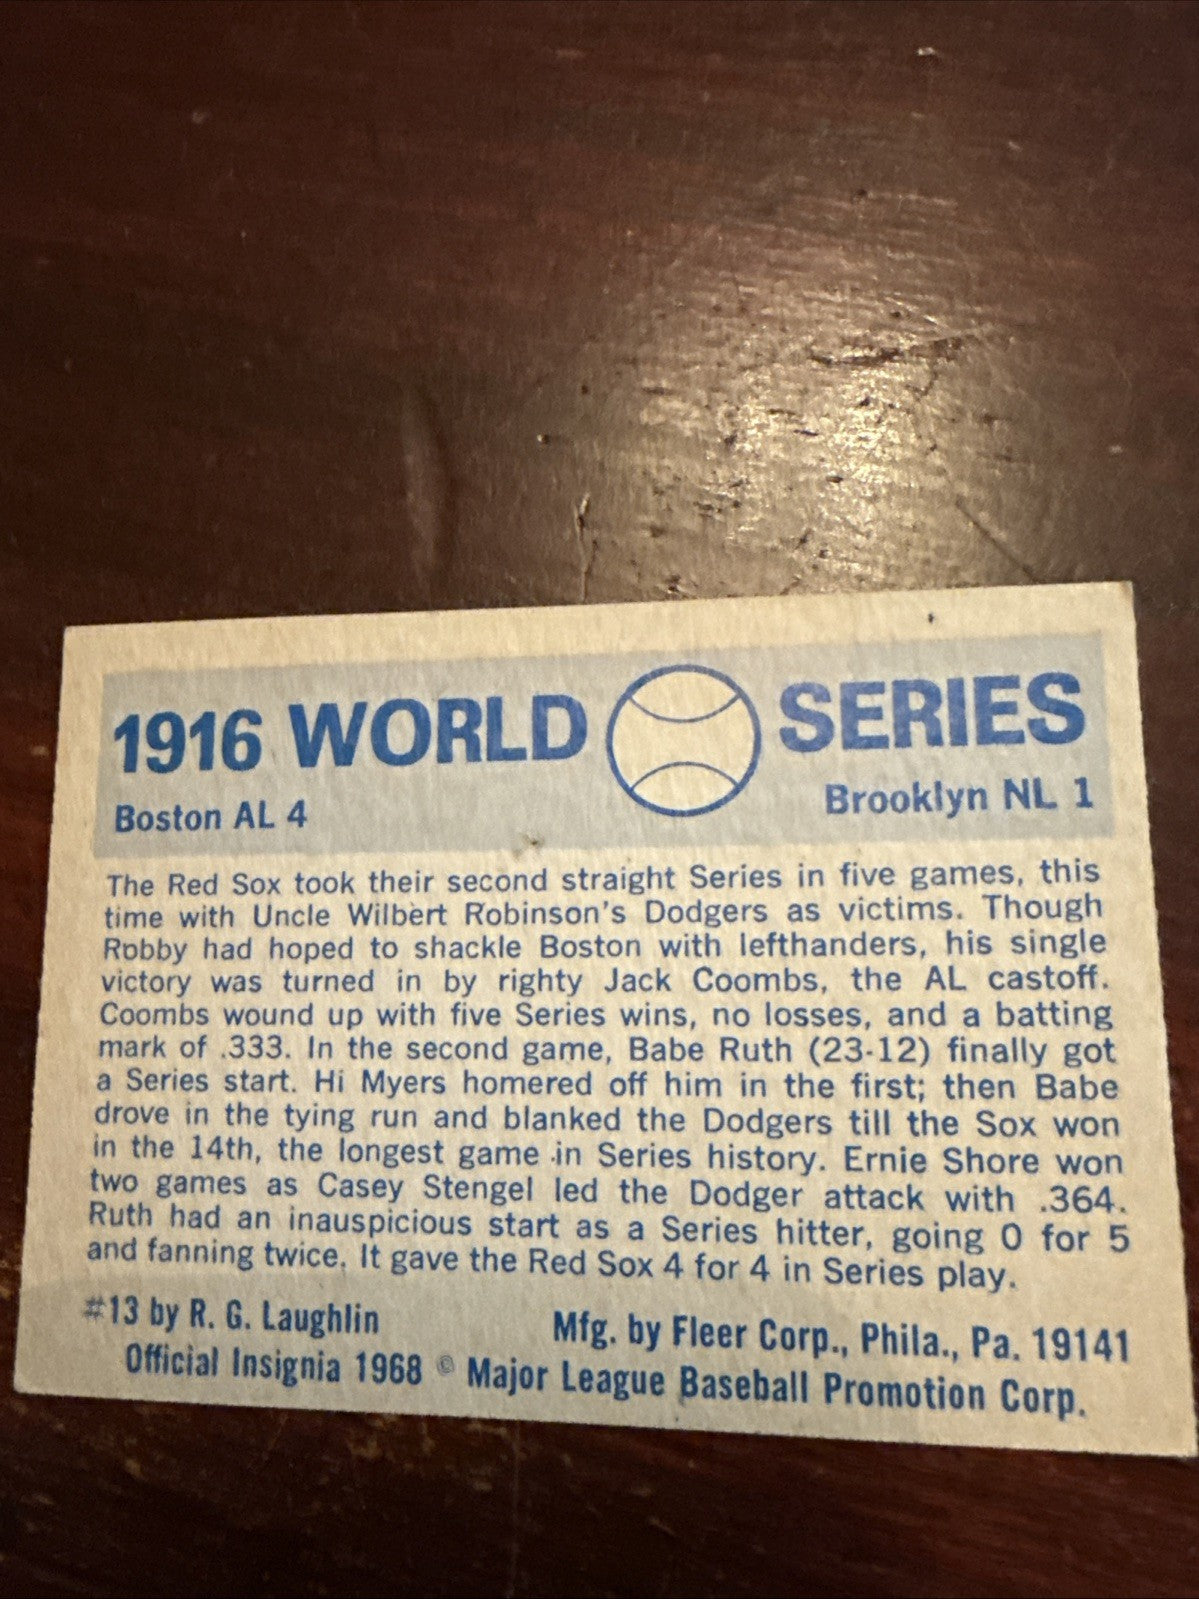 1916 WORLD SERIES
Boston AL 4 Brooklyn NL 1
The Red Sox took their second straight Series in five games, this
time with Uncle Wilbert Robinson's Dodgers as victims. Though
Robby had hoped to shackle Boston with lefthanders, his single
victory was turned in by righty Jack Coombs, the AL castoff.
Coombs wound up with five Series wins, no losses, and a batting
mark of .333. In the second game, Babe Ruth (23-12) finally got
a Series start. Hi Myers homered off him in the first; then Babe
drove in the tying run and blanked the Dodgers till the Sox won
in the 14th, the longest game in Series history. Ernie Shore won
two games as Casey Stengel led the Dodger attack with .364.
Ruth had an inauspicious start as a Series hitter, going 0 for 5
and fanning twice. It gave the Red Sox 4 for 4 in Series play.
#13 by R. G. Laughlin Mfg. by Fleer Corp., Phila., Pa. 19141
Official Insignia 1968 © Major League Baseball Promotion Corp.